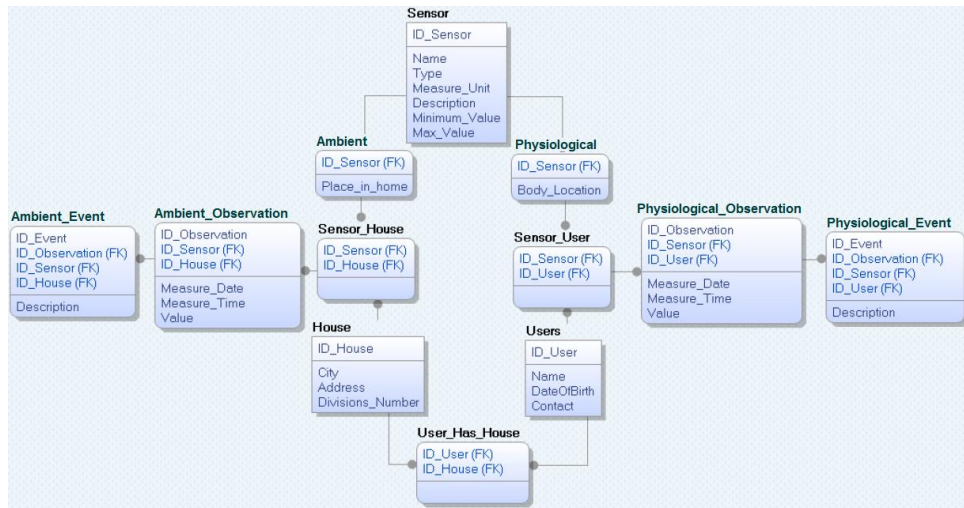 Sensor
ID_Sensor
Name
Type
Measure_Unit
Description
Minimum_Value
Max_Value
Ambient
ID_Sensor (FK)
Place_in_home
Physiological
ID_Sensor (FK)
Body_Location
Ambient_Event
ID_Event
ID_Observation (FK)
ID_Sensor (FK)
ID_House (FK)
Description
Ambient_Observation
ID_Observation
ID_Sensor (FK)
ID_House (FK)
Measure_Date
Measure_Time
Value
Sensor_House
ID_Sensor (FK)
ID_House (FK)
Sensor_User
ID_Sensor (FK)
ID_User (FK)
Physiological_Observation
ID_Observation
ID_Sensor (FK)
ID_User (FK)
Measure_Date
Measure_Time
Value
Physiological_Event
ID_Event
ID_Observation (FK)
ID_Sensor (FK)
ID_User (FK)
Description
House
ID_House
City
Address
Divisions_Number
Users
ID_User
Name
DateOfBirth
Contact
User_Has_House
ID_User (FK)
ID_House (FK)